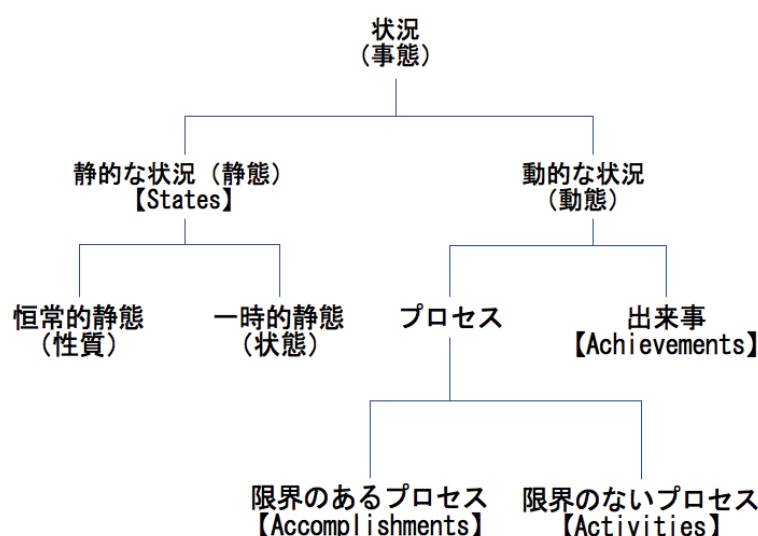 状況
（事態）
静的な状況（静態）
【States】
動的な状況
（動態）
恒常的静態
（性質）
一時的静態
（状態）
プロセス
出来事
【Achievements】
限界のあるプロセス
【Accomplishments】
限界のないプロセス
【Activities】